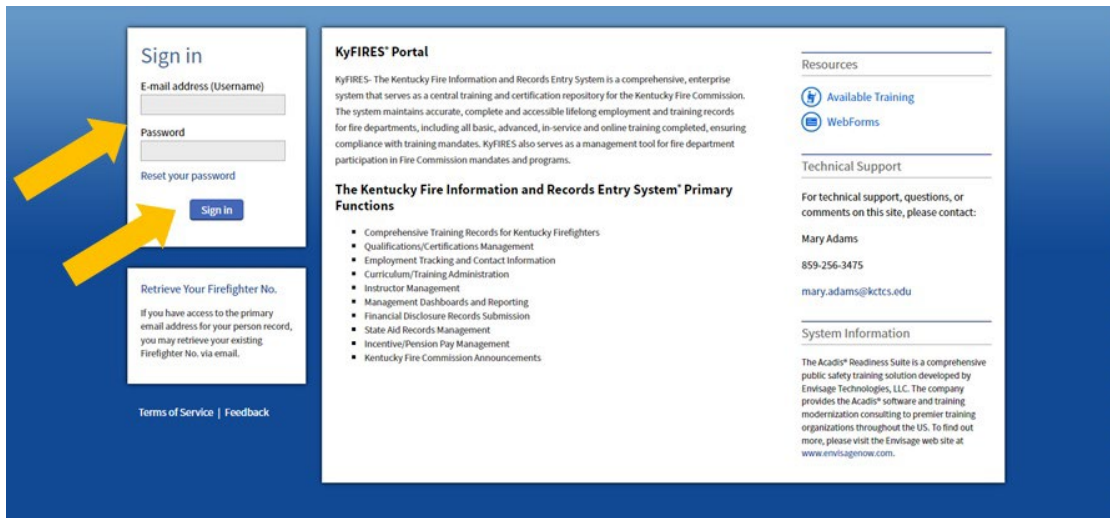 Sign in
E-mail address (Username)
Password
Reset your password
Sign in
Retrieve Your Firefighter No.
If you have access to the primary
email address for your person record,
you may retrieve your existing
Firefighter No. via email.
Terms of Service | Feedback
KyFIRES® Portal
KyFIRES- The Kentucky Fire Information and Records Entry System is a comprehensive, enterprise
system that serves as a central training and certification repository for the Kentucky Fire Commission.
The system maintains accurate, complete and accessible lifelong employment and training records
for fire departments, including all basic, advanced, in-service and online training completed, ensuring
compliance with training mandates. KyFIRES also serves as a management tool for fire department
participation in Fire Commission mandates and programs.
The Kentucky Fire Information and Records Entry System® Primary
Functions
▪ Comprehensive Training Records for Kentucky Firefighters
▪ Qualifications/Certifications Management
▪ Employment Tracking and Contact Information
▪ Curriculum/Training Administration
▪ Instructor Management
▪ Management Dashboards and Reporting
▪ Financial Disclosure Records Submission
▪ State Aid Records Management
▪ Incentive/Pension Pay Management
▪ Kentucky Fire Commission Announcements
Resources
Available Training
WebForms
Technical Support
For technical support, questions, or
comments on this site, please contact:
Mary Adams
859-256-3475
mary.adams@kctcs.edu
System Information
The Acadis® Readiness Suite is a comprehensive
public safety training solution developed by
Envisage Technologies, LLC. The company
provides the Acadis® software and training
modernization consulting to premier training
organizations throughout the US. To find out
more, please visit the Envisage web site at
www.envisagenow.com.